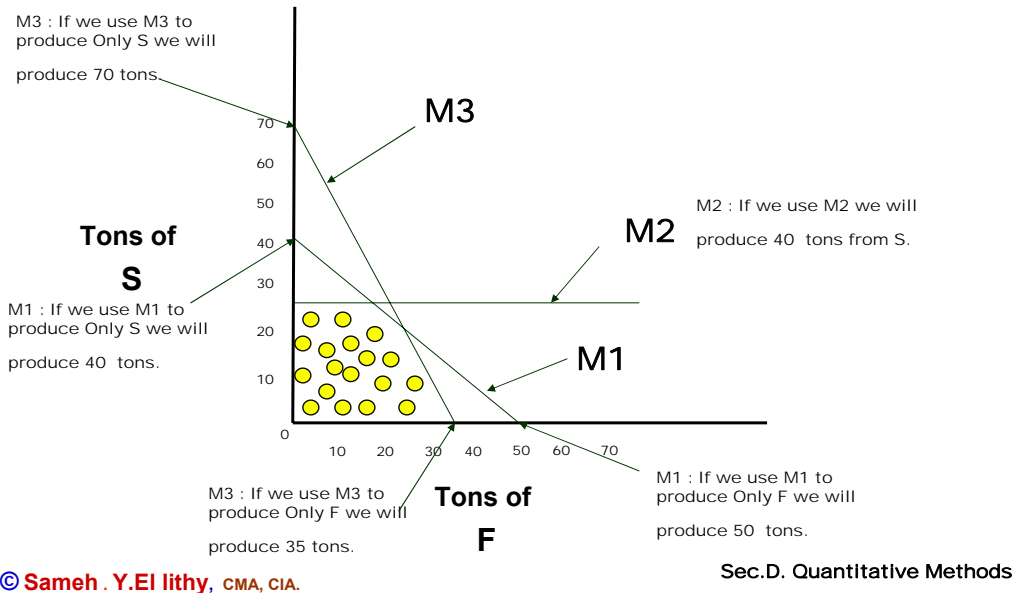 M3 : If we use M3 to
produce Only S we will
produce 70 tons.
M3
70
60
50
40
30
20
10
0
Tons of
S
M2 : If we use M2 we will
produce 40 tons from S.
M2
M1 : If we use M1 to
produce Only S we will
produce 40 tons.
M1
10 20 30 40 50 60 70
M3 : If we use M3 to
produce Only F we will
produce 35 tons.
Tons of
F
M1 : If we use M1 to
produce Only F we will
produce 50 tons.
© Sameh . Y.El lithy, CMA, CIA.
Sec.D. Quantitative Methods